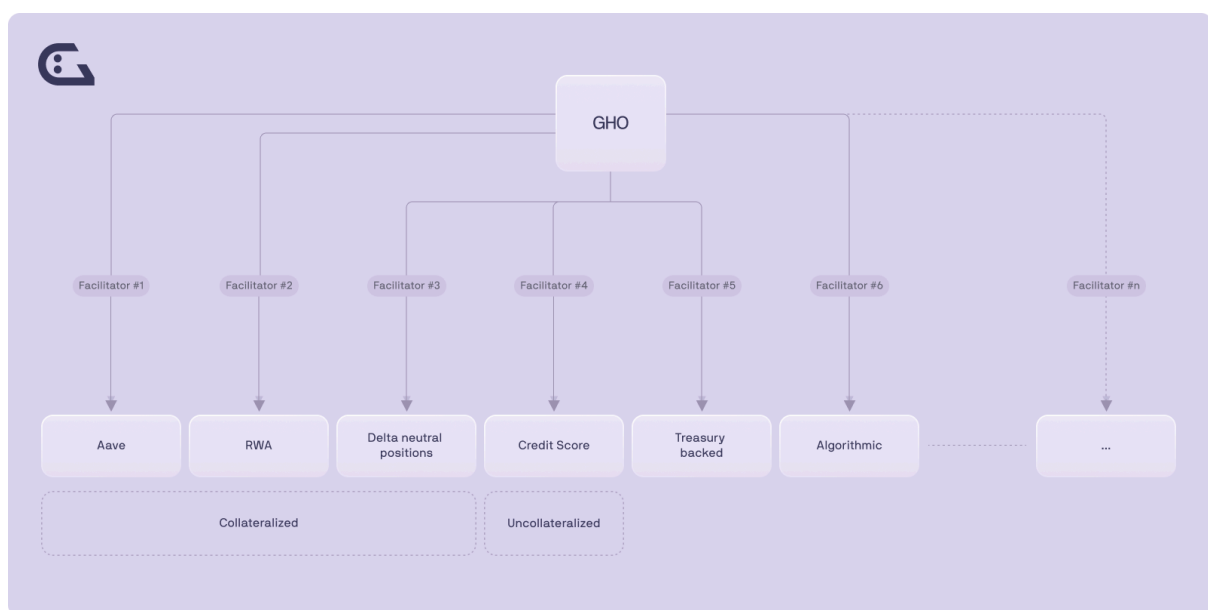 GHO
Facilitator #1
Facilitator #2
Facilitator #3
Facilitator #4
Facilitator #5
Facilitator #6
Facilitator #n
Aave
RWA
Delta neutral
positions
Credit Score
Treasury
backed
Algorithmic
...
Collateralized
Uncollateralized